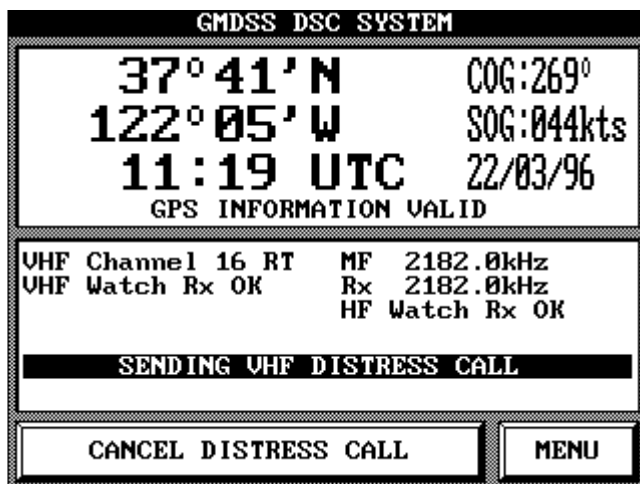 GMDSS DSC SYSTEM
37°41'N COG:269°
122°05'W SOG:044kts
11:19 UTC 22/03/96
GPS INFORMATION VALID
VHF Channel 16 RT MF 2182.0kHz
VHF Watch Rx OK Rx 2182.0kHz
HF Watch Rx OK
SENDING VHF DISTRESS CALL
CANCEL DISTRESS CALL MENU